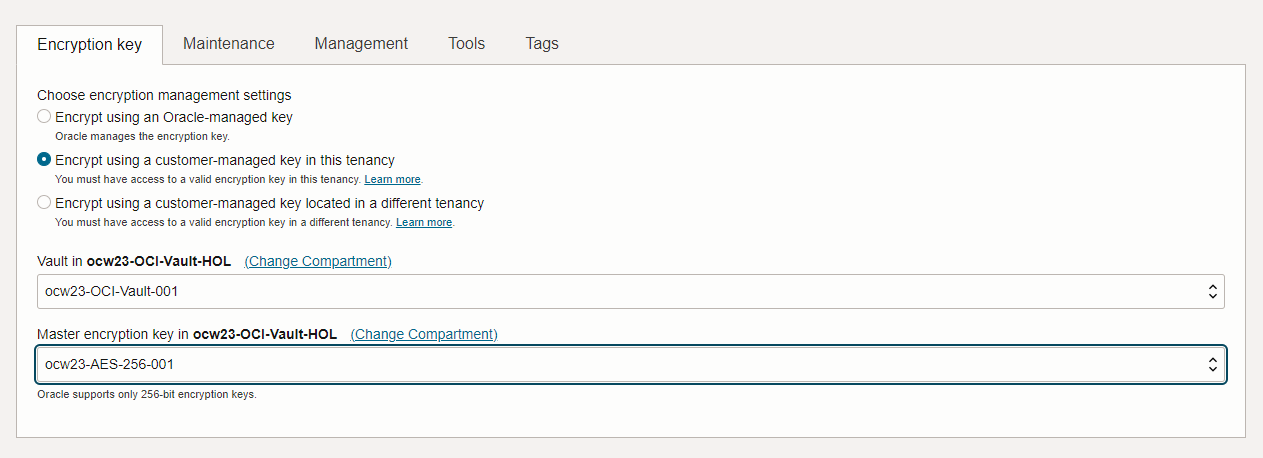 Encryption key Maintenance Management Tools Tags
Choose encryption management settings
Encrypt using an Oracle-managed key
Oracle manages the encryption key.
Encrypt using a customer-managed key in this tenancy
You must have access to a valid encryption key in this tenancy. Learn more.
Encrypt using a customer-managed key located in a different tenancy
You must have access to a valid encryption key in a different tenancy. Learn more.
Vault in ocw23-OCI-Vault-HOL (Change Compartment)
ocw23-OCI-Vault-001
Master encryption key in ocw23-OCI-Vault-HOL (Change Compartment)
ocw23-AES-256-001
Oracle supports only 256-bit encryption keys.